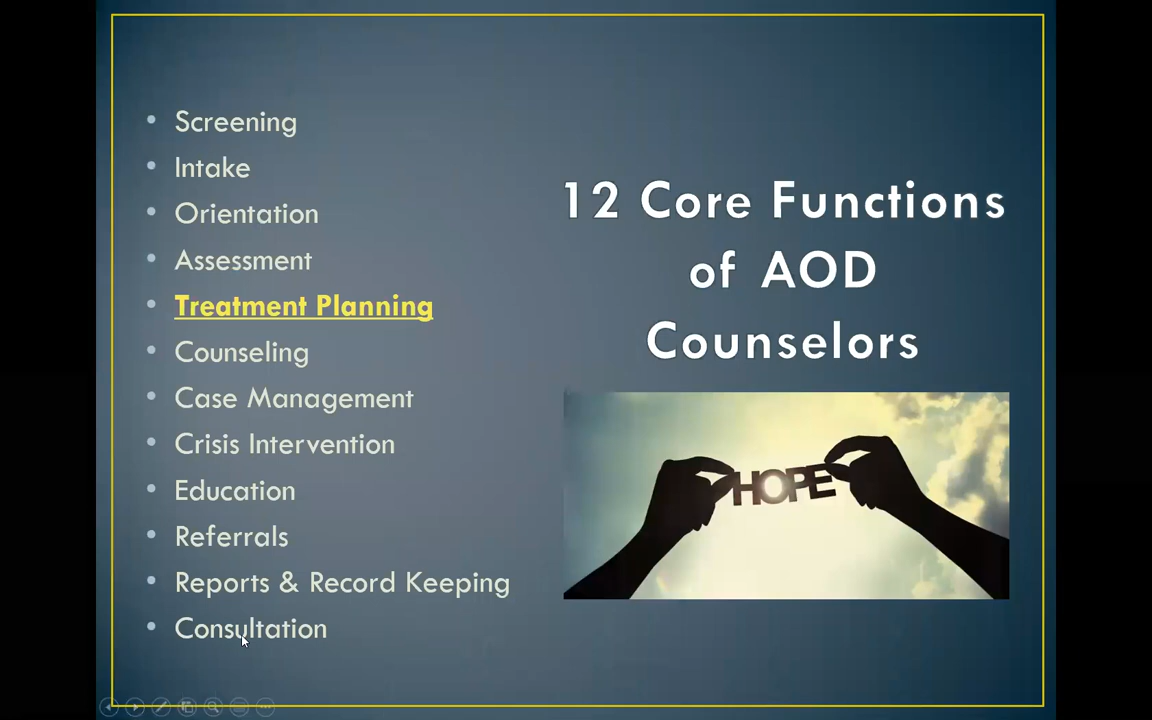 Screening
Intake
Orientation
Assessment
Treatment Planning
Counseling
Case Management
Crisis Intervention
Education
Referrals
Reports & Record Keeping
Consultation
12 Core Functions
of AOD
Counselors
HOPE